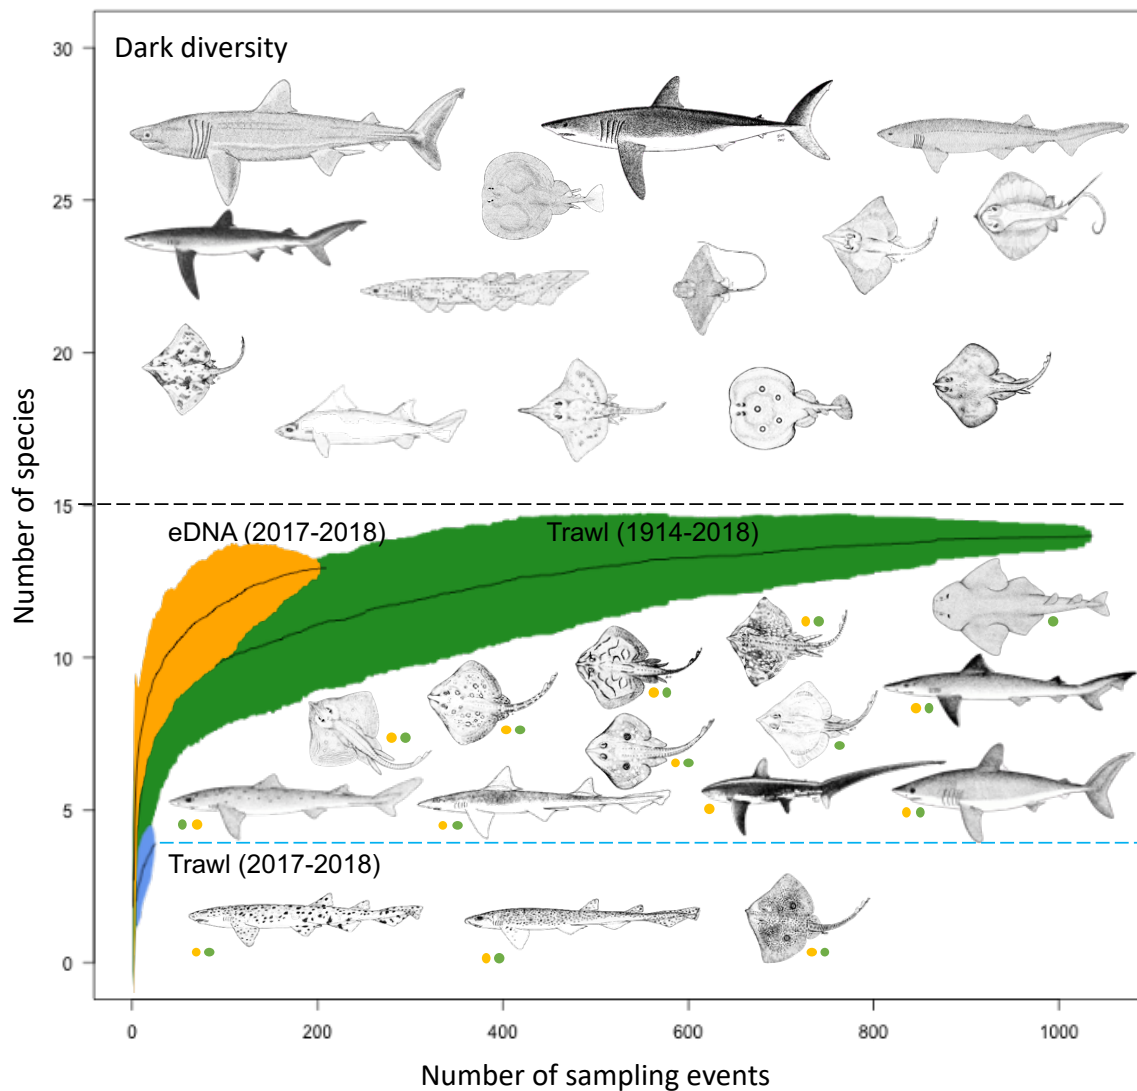 30
Dark diversity
25
20
15
eDNA (2017-2018)
Trawl (1914-2018)
10
5
Trawl (2017-2018)
0
0
200
400
600
800
1000
Number of species
Number of sampling events